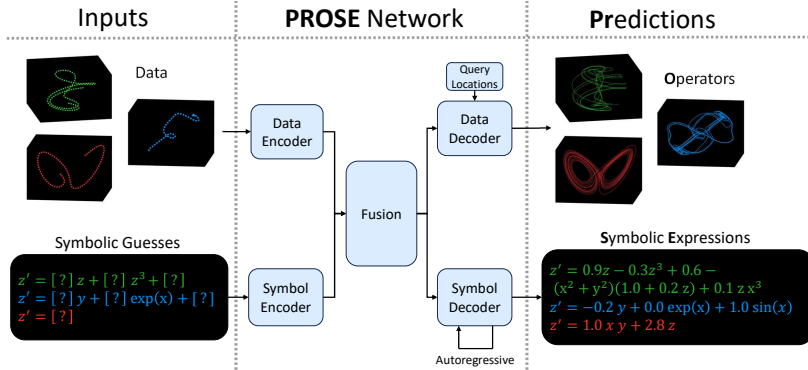 Inputs
PROSE Network
Predictions
Data
Query
Locations
Operators
Data
Encoder
Data
Decoder
Fusion
Symbolic Guesses
Symbolic Expressions
z′ = [ ? ] z + [ ? ] z³ + [ ? ]
z′ = [ ? ] y + [ ? ] exp(x) + [ ? ]
z′ = [ ? ]
Symbol
Encoder
Symbol
Decoder
Autoregressive
z′ = 0.9z − 0.3z³ + 0.6 −
(x² + y²)(1.0 + 0.2 z) + 0.1 z x³
z′ = −0.2 y + 0.0 exp(x) + 1.0 sin(x)
z′ = 1.0 x y + 2.8 z